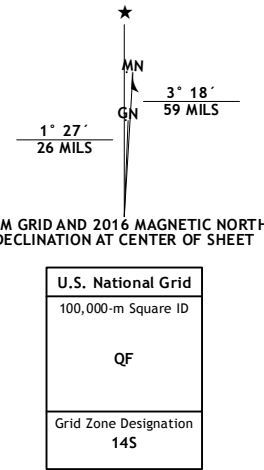 MN
3° 18´
59 MILS
GN
1° 27´
26 MILS
M GRID AND 2016 MAGNETIC NORTH
DECLINATION AT CENTER OF SHEET
U.S. National Grid
100,000-m Square ID
QF
Grid Zone Designation
14S